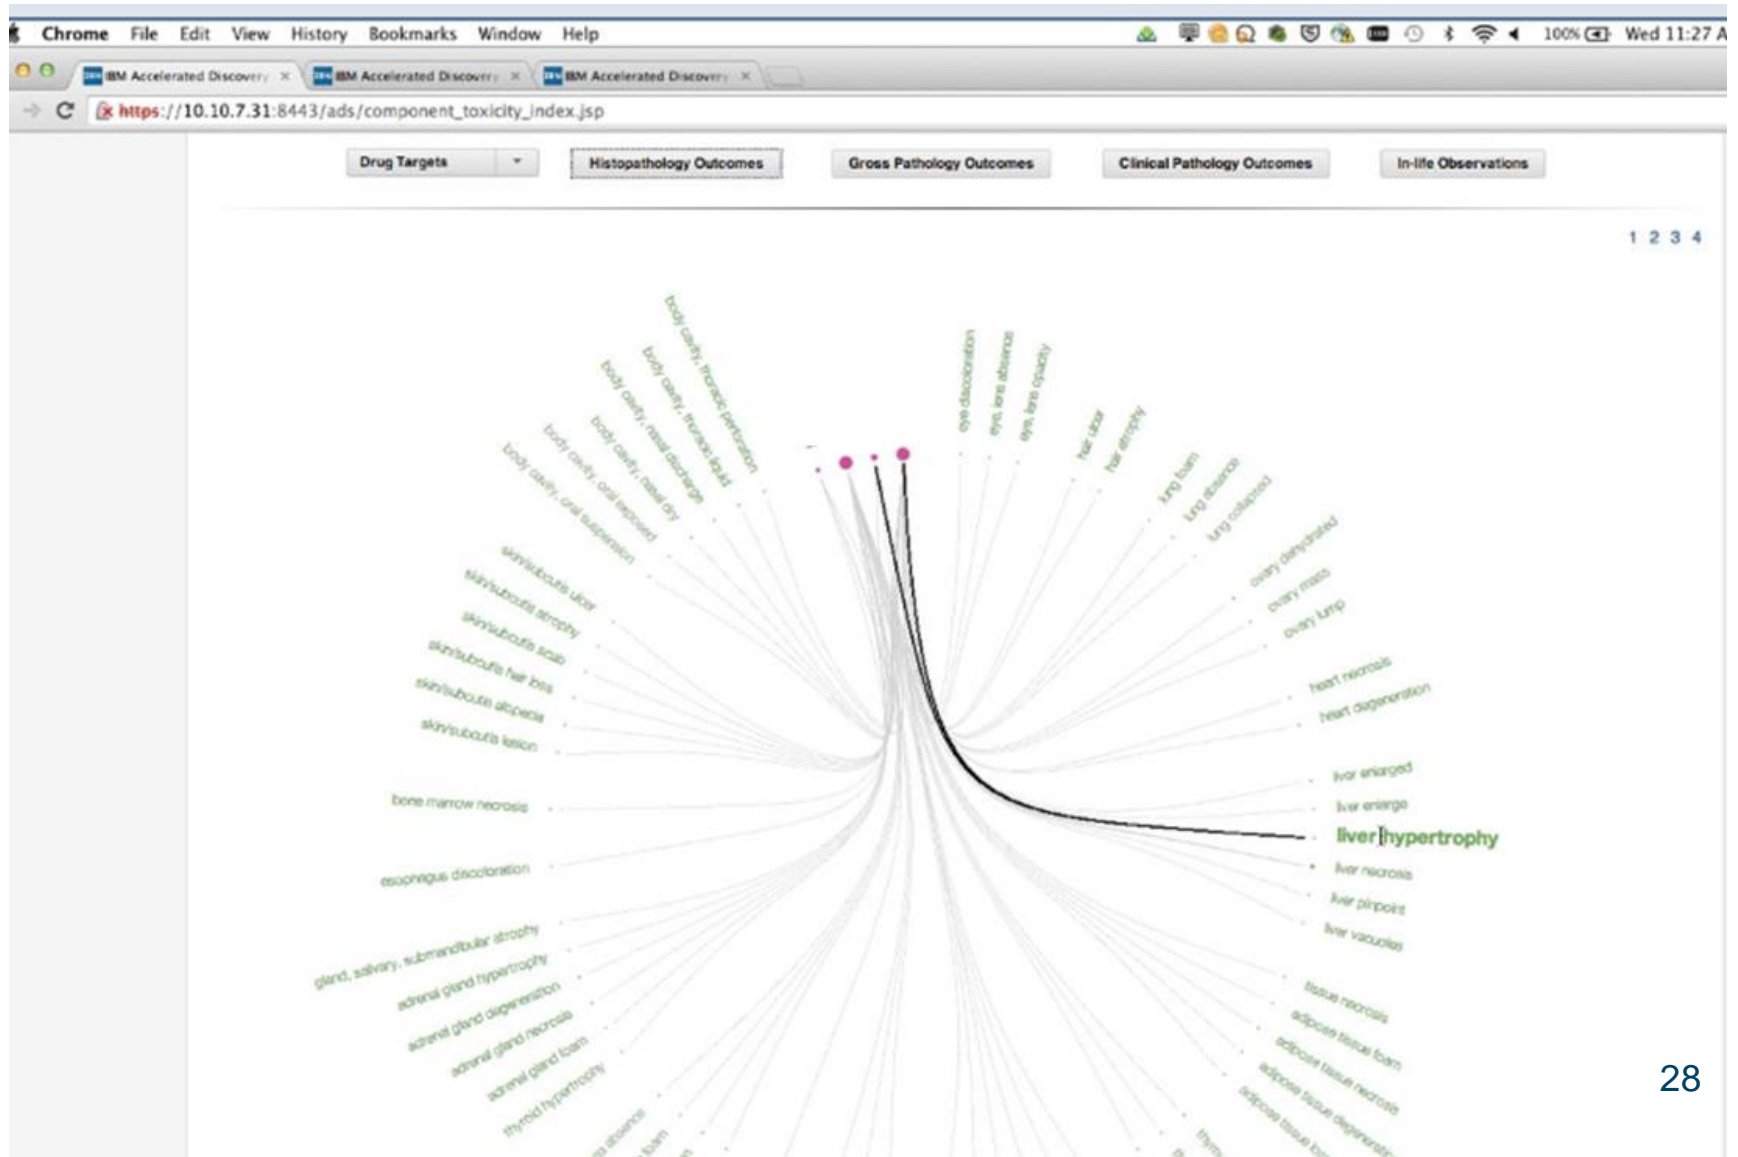 Chrome File Edit View History Bookmarks Window Help
100%
Wed 11:27 A
IBM Accelerated Discovery
IBM Accelerated Discovery
IBM Accelerated Discovery
https://10.10.7.31:8443/ads/component_toxicity_index.jsp
Drug Targets
Histopathology Outcomes
Gross Pathology Outcomes
Clinical Pathology Outcomes
In-life Observations
1 2 3 4
body cavity, thoracic perforation
body cavity, thoracic liquid
body cavity, nasal discharge
body cavity, nasal dry
body cavity, oral exposed
body cavity, oral suspension
skin/subcutis ulcer
skin/subcutis atrophy
skin/subcutis scab
skin/subcutis hair loss
skin/subcutis alopecia
skin/subcutis lesion
bone marrow necrosis
esophagus discoloration
gland, salivary, submandibular atrophy
adrenal gland hypertrophy
adrenal gland degeneration
adrenal gland necrosis
adrenal gland foam
thyroid hypertrophy
absence
foam
eye discoloration
eye, lens absence
eye, lens opacity
hair ulcer
hair atrophy
lung foam
lung absence
lung collapsed
ovary dehydrated
ovary mass
ovary lump
heart necrosis
heart degeneration
liver enlarged
liver enlarge
liver hypertrophy
liver necrosis
liver pinpoint
liver vacuoles
tissue necrosis
adipose tissue foam
adipose tissue necrosis
adipose tissue degenerati
adipose tissue
28